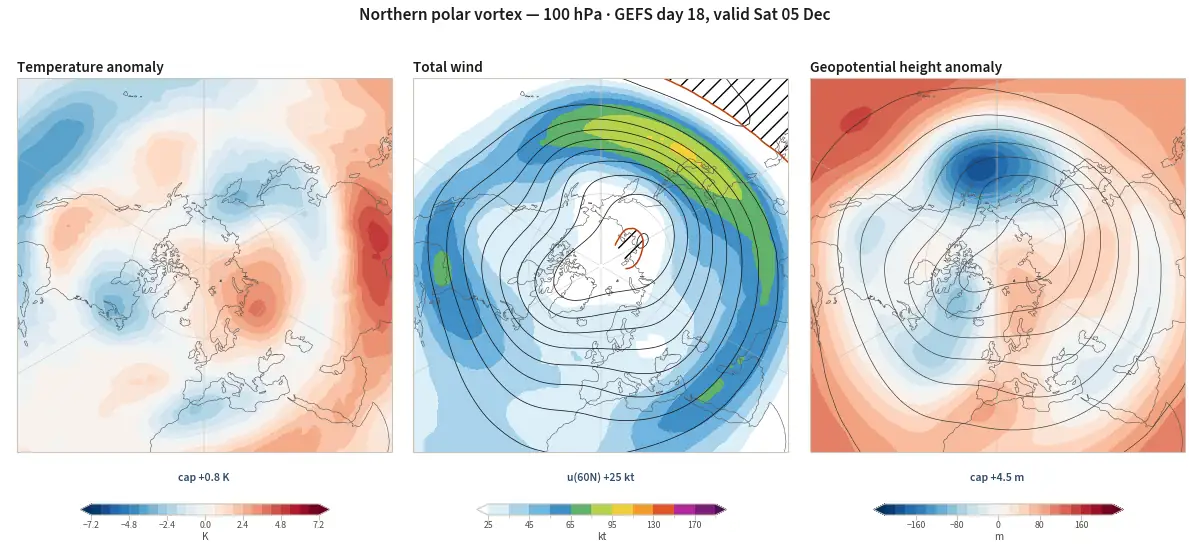 Northern polar vortex — 100 hPa · GEFS day 18, valid Sat 05 Dec
Temperature anomaly
Total wind
Geopotential height anomaly
cap +0.8 K
u(60N) +25 kt
cap +4.5 m
−7.2 −4.8 −2.4 0.0 2.4 4.8 7.2
K
25 45 65 90 130 170
kt
−160 −80 0 80 160
m